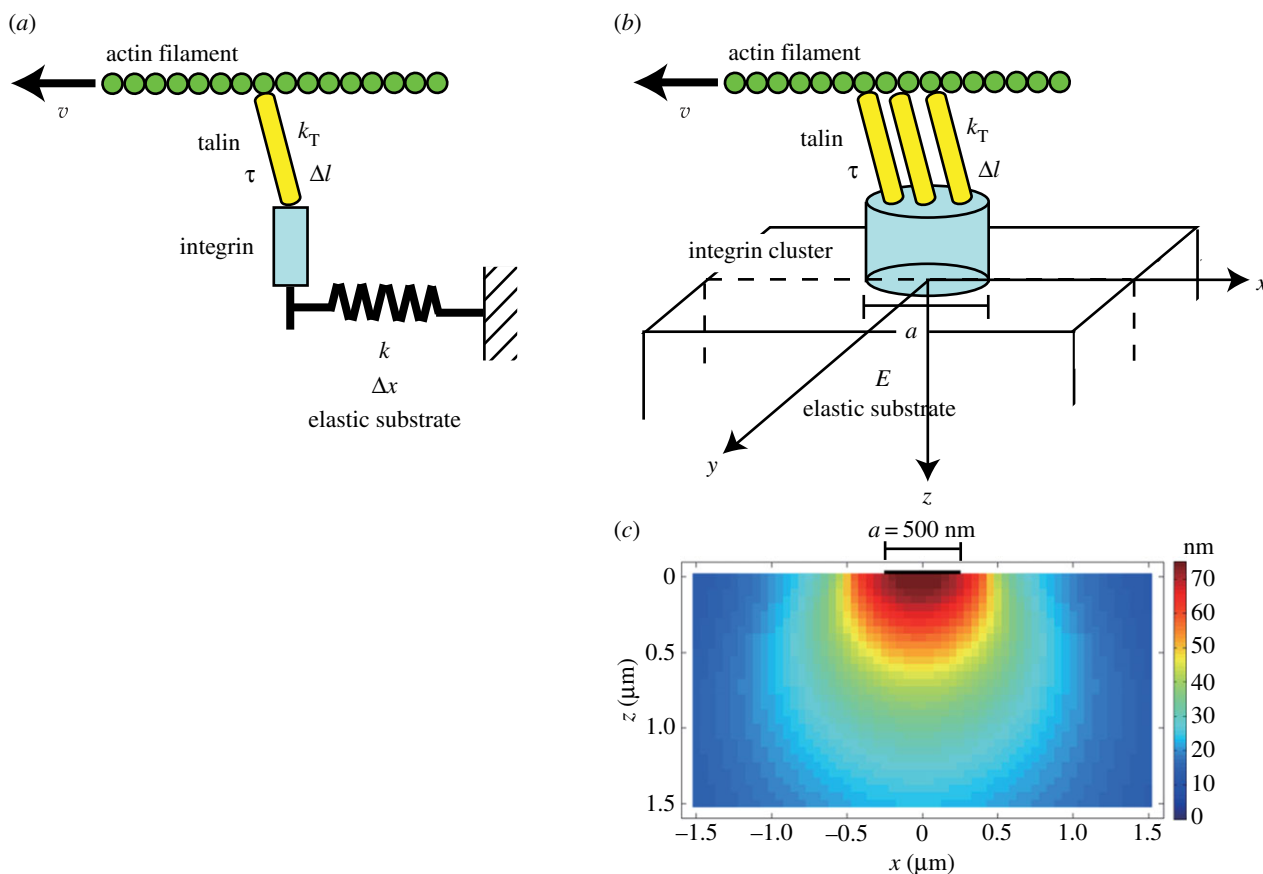 (a)
actin filament
v
talin
kT
τ
Δl
integrin
k
Δx
elastic substrate
(b)
actin filament
v
talin
kT
τ
Δl
integrin cluster
x
a
E
elastic substrate
y
z
(c)
a = 500 nm
nm
0
0.5
1.0
1.5
z (μm)
–1.5 –1.0 –0.5 0 0.5 1.0 1.5
x (μm)
70
60
50
40
30
20
10
0